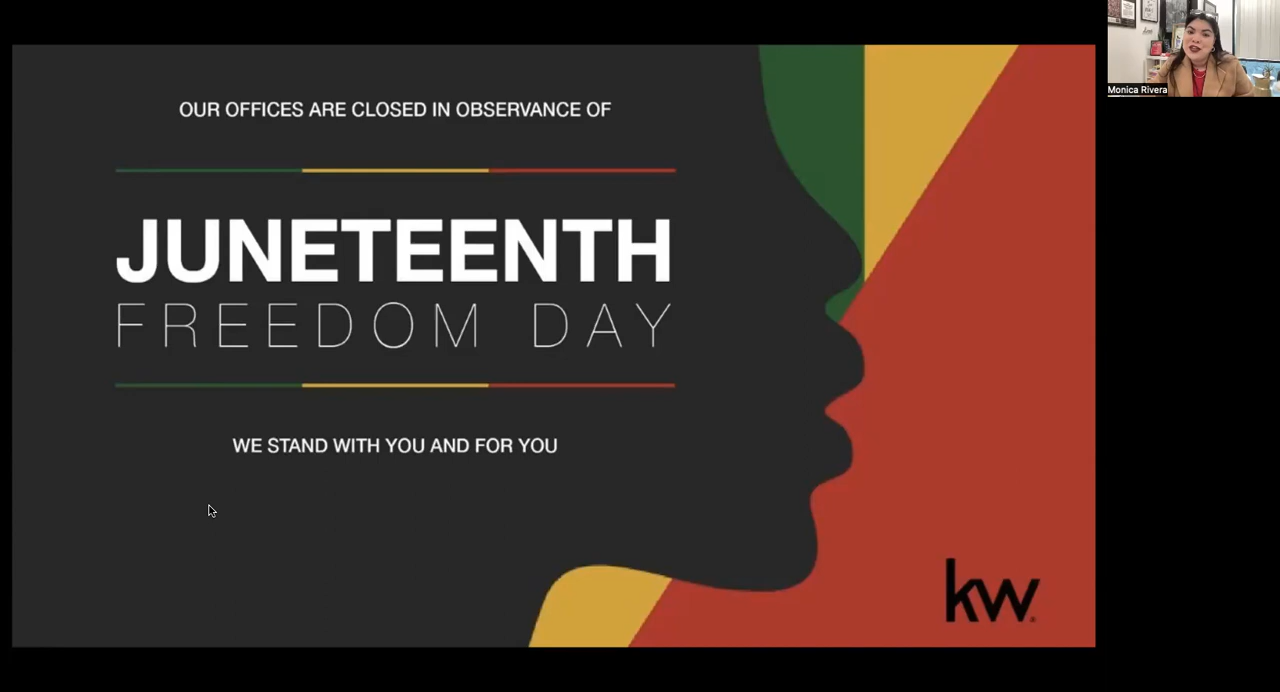 OUR OFFICES ARE CLOSED IN OBSERVANCE OF
JUNETEENTH
FREEDOM DAY
WE STAND WITH YOU AND FOR YOU
kw
Monica Rivera